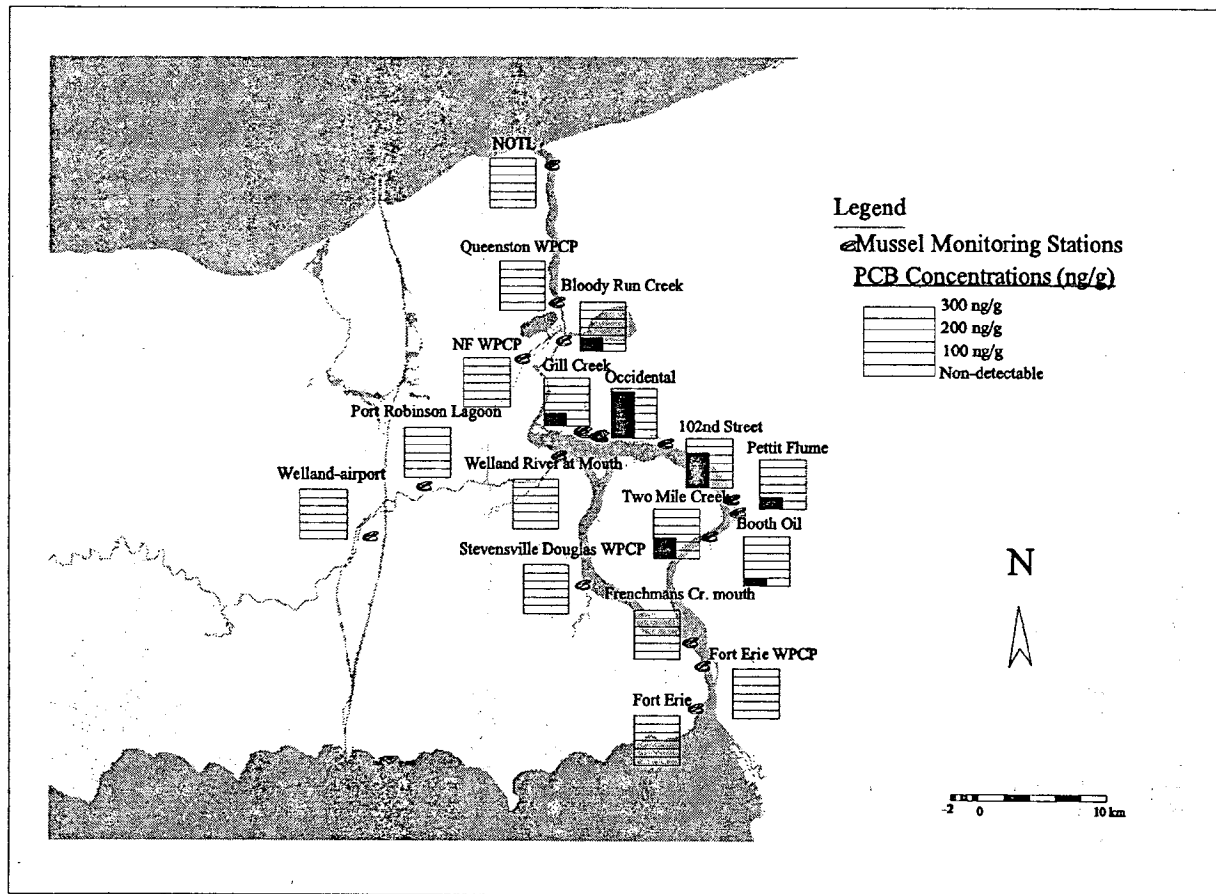 NOTL
Legend
Mussel Monitoring Stations
PCB Concentrations (ng/g)
300 ng/g
200 ng/g
100 ng/g
Non-detectable
Queenston WPCP
Bloody Run Creek
NF WPCP
Gill Creek
Occidental
Port Robinson Lagoon
102nd Street
Welland River at Mouth
Pettit Flume
Welland-airport
Two Mile Creek
Booth Oil
Stevensville Douglas WPCP
Frenchmans Cr. mouth
N
Fort Erie WPCP
Fort Erie
-2 0 10 km